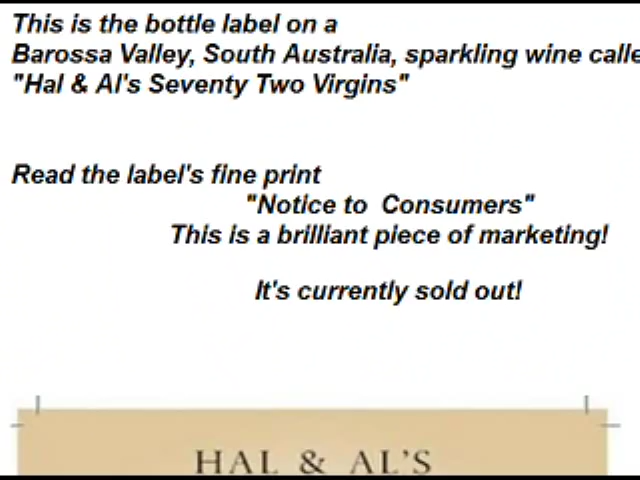 This is the bottle label on a
Barossa Valley, South Australia, sparkling wine calle
"Hal & Al's Seventy Two Virgins"
Read the label's fine print
"Notice to Consumers"
This is a brilliant piece of marketing!
It's currently sold out!
HAL & AL'S